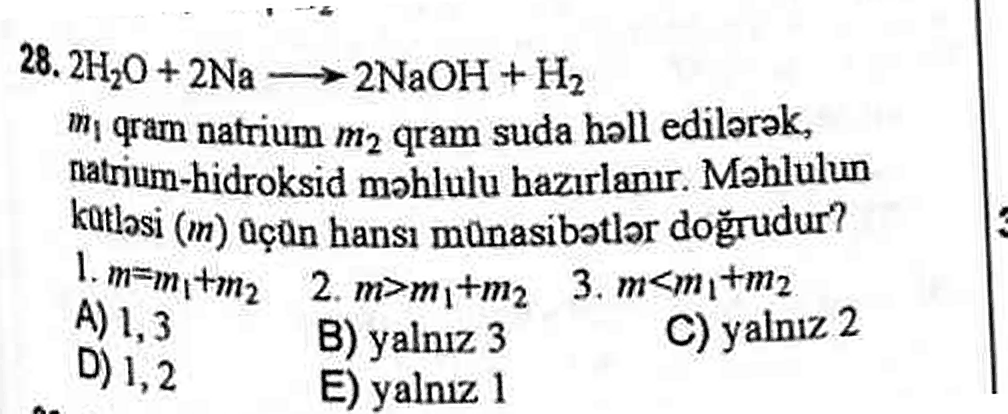 28. 2H₂O + 2Na ⟶ 2NaOH + H₂
m₁ qram natrium m₂ qram suda həll edilərək,
natrium-hidroksid məhlulu hazırlanır. Məhlulun
kütləsi (m) üçün hansı münasibətlər doğrudur?
1. m=m₁+m₂ 2. m>m₁+m₂ 3. m<m₁+m₂
A) 1, 3 B) yalnız 3 C) yalnız 2
D) 1, 2 E) yalnız 1